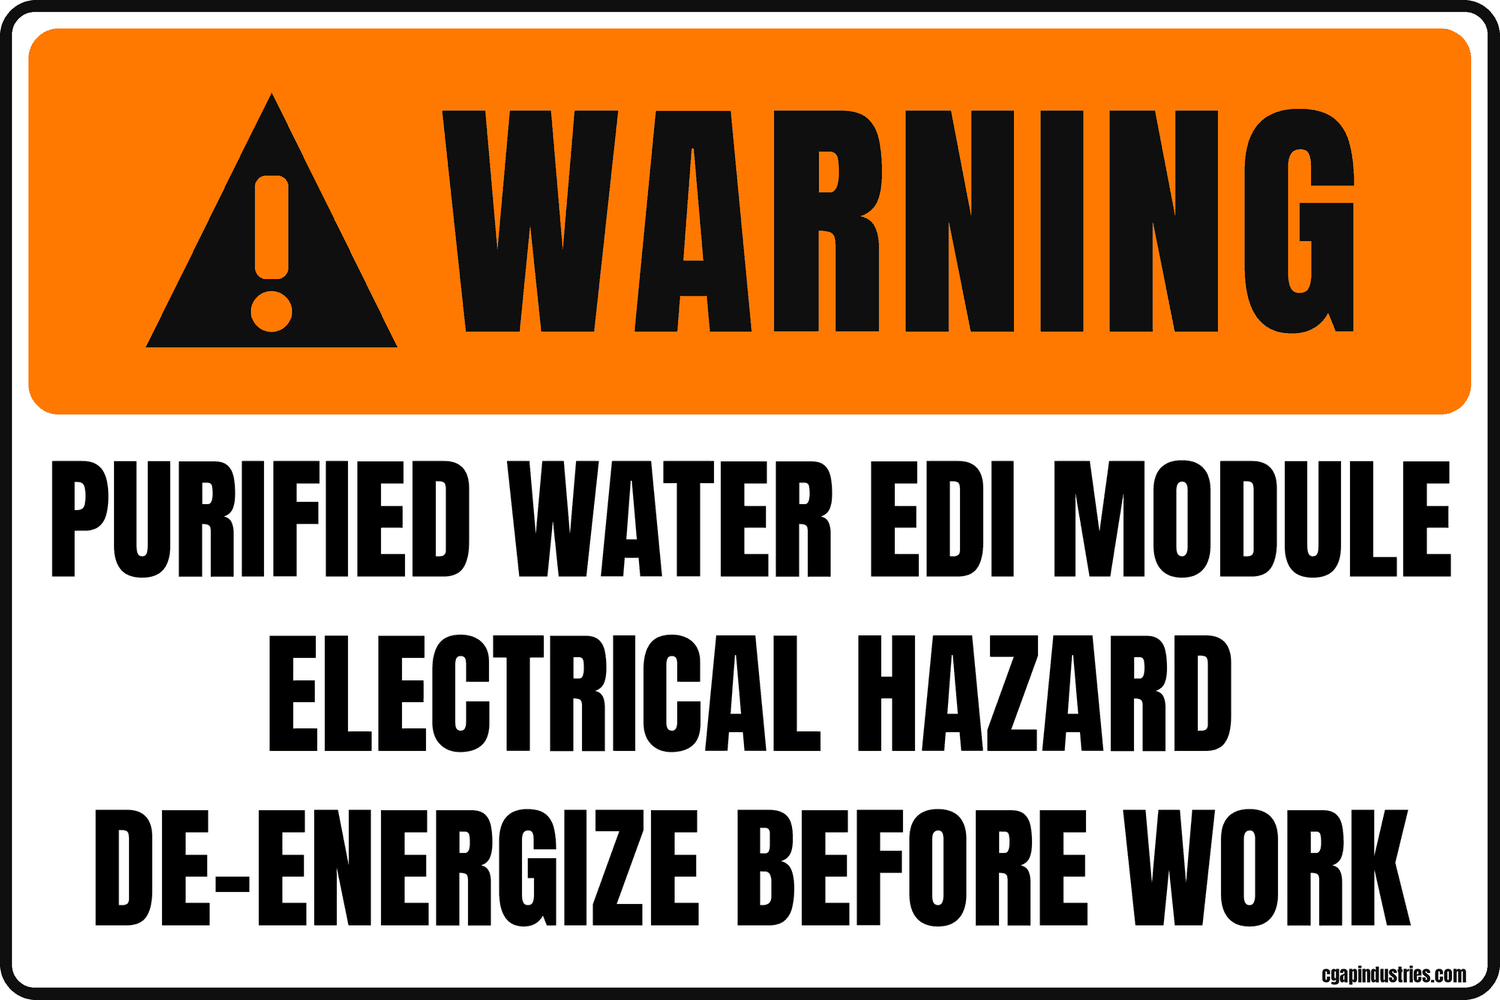 WARNING
PURIFIED WATER EDI MODULE
ELECTRICAL HAZARD
DE-ENERGIZE BEFORE WORK
cgapindustries.com